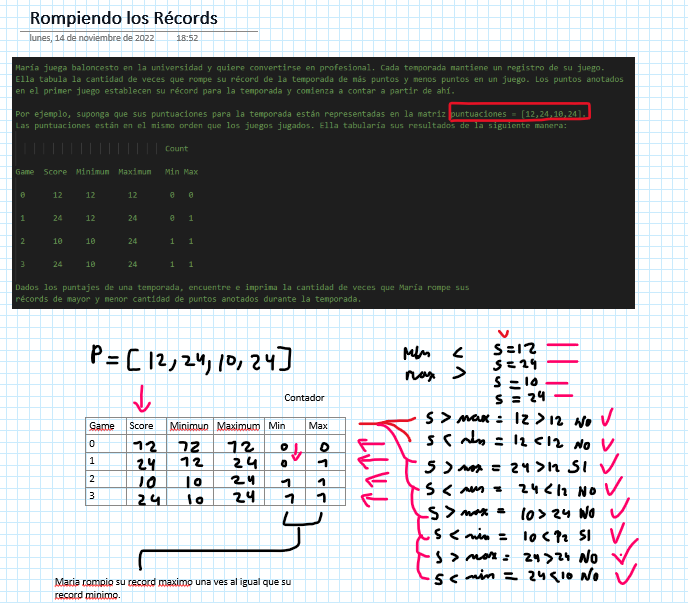 Rompiendo los Récords
lunes, 14 de noviembre de 2022 18:52
María juega baloncesto en la universidad y quiere convertirse en profesional. Cada temporada mantiene un registro de su juego.
Ella tabula la cantidad de veces que rompe su récord de la temporada de más puntos y menos puntos en un juego. Los puntos anotados
en el primer juego establecen su récord para la temporada y comienza a contar a partir de ahí.
Por ejemplo, suponga que sus puntuaciones para la temporada están representadas en la matriz puntuaciones = [12,24,10,24].
Las puntuaciones están en el mismo orden que los juegos jugados. Ella tabularía sus resultados de la siguiente manera:
Count
Game Score Minimum Maximum Min Max
0 12 12 12 0 0
1 24 12 24 0 1
2 10 10 24 1 1
3 24 10 24 1 1
Dados los puntajes de una temporada, encuentre e imprima la cantidad de veces que María rompe sus
récords de mayor y menor cantidad de puntos anotados durante la temporada.
P = [12, 24, 10, 24]
Contador
Game Score Minimun Maximum Min Max
0 12 12 12 0 0
1 24 12 24 0 1
2 10 10 24 1 1
3 24 10 24 1 1
Maria rompio su record maximo una ves al igual que su
record minimo.
Min <
max >
S = 12
S = 24
S = 10
S = 24
S > max = 12 > 12 NO
S < min = 12 < 12 NO
S > max = 24 > 12 SI
S < min = 24 < 12 NO
S > max = 10 > 24 NO
S < min = 10 < 12 SI
S > max = 24 > 24 NO
S < min = 24 < 10 NO